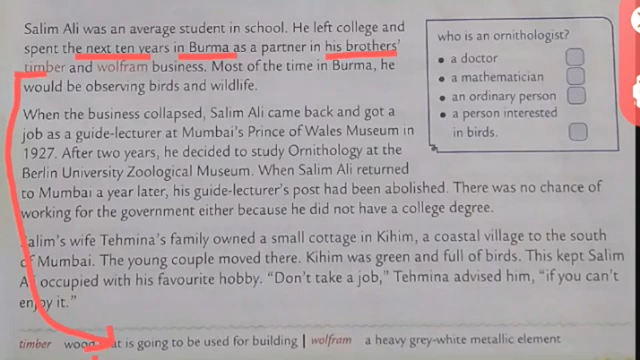 Salim Ali was an average student in school. He left college and
spent the next ten years in Burma as a partner in his brothers'
timber and wolfram business. Most of the time in Burma, he
would be observing birds and wildlife.
When the business collapsed, Salim Ali came back and got a
job as a guide-lecturer at Mumbai's Prince of Wales Museum in
1927. After two years, he decided to study Ornithology at the
Berlin University Zoological Museum. When Salim Ali returned
to Mumbai a year later, his guide-lecturer's post had been abolished. There was no chance of
working for the government either because he did not have a college degree.
Salim's wife Tehmina's family owned a small cottage in Kihim, a coastal village to the south
of Mumbai. The young couple moved there. Kihim was green and full of birds. This kept Salim
Ali occupied with his favourite hobby. "Don't take a job," Tehmina advised him, "if you can't
enjoy it."
who is an ornithologist?
• a doctor
• a mathematician
• an ordinary person
• a person interested
in birds.
timber wood that is going to be used for building | wolfram a heavy grey-white metallic element